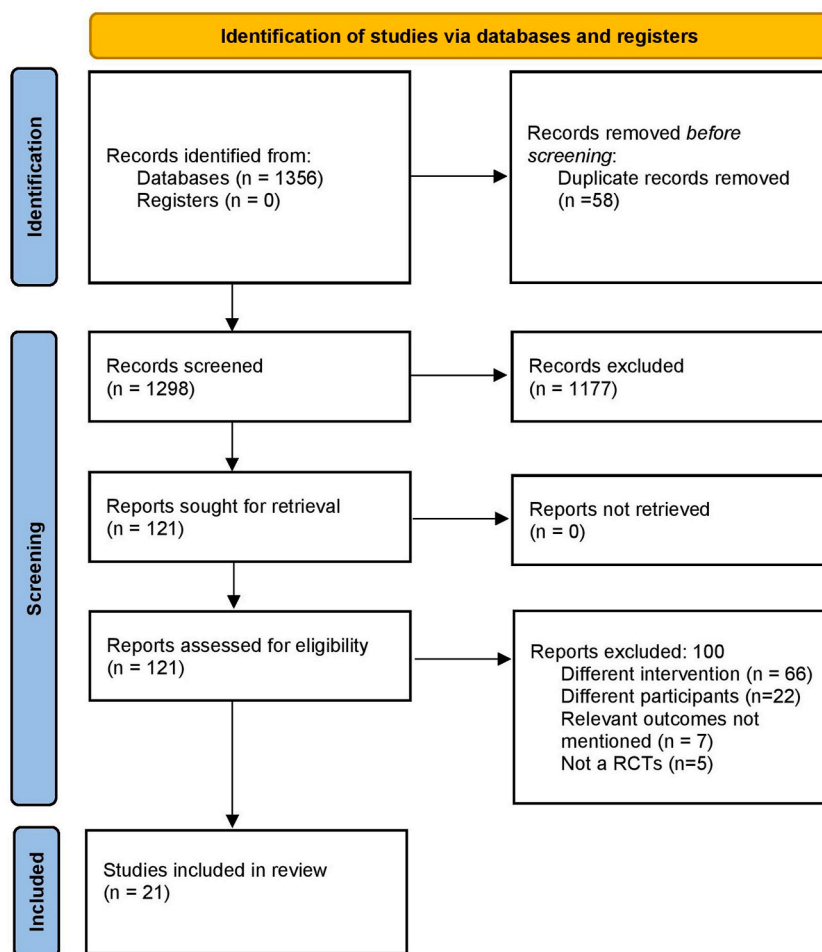 Identification of studies via databases and registers
Identification
Records identified from:
Databases (n = 1356)
Registers (n = 0)
Records removed before
screening:
Duplicate records removed
(n =58)
Screening
Records screened
(n = 1298)
Records excluded
(n = 1177)
Reports sought for retrieval
(n = 121)
Reports not retrieved
(n = 0)
Reports assessed for eligibility
(n = 121)
Reports excluded: 100
Different intervention (n = 66)
Different participants (n=22)
Relevant outcomes not
mentioned (n = 7)
Not a RCTs (n=5)
Included
Studies included in review
(n = 21)